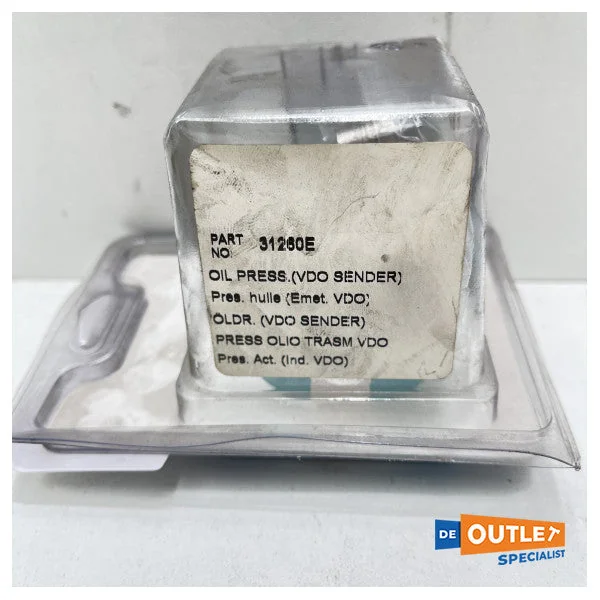 PART
NO: 31260E
OIL PRESS.(VDO SENDER)
Pres. huile (Emet. VDO)
OLDR. (VDO SENDER)
PRESS OLIO TRASM VDO
Pres. Act. (Ind. VDO)
DE OUTLET
SPECIALIST